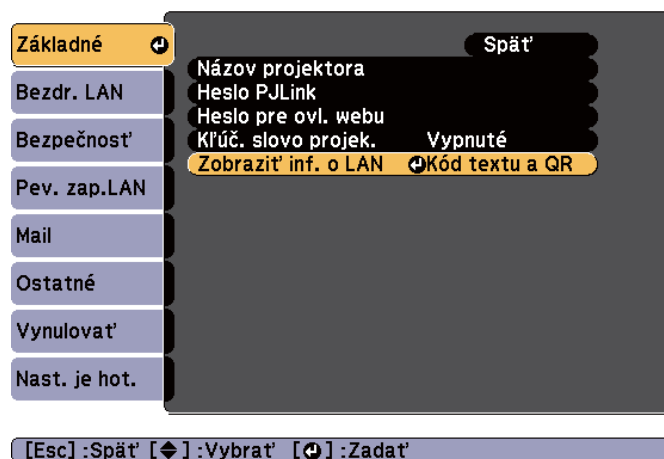 Základné
Bezdr. LAN
Bezpečnosť
Pev. zap.LAN
Mail
Ostatné
Vynulovať
Nast. je hot.
Späť
Názov projektora
Heslo PJLink
Heslo pre ovl. webu
Kľúč. slovo projek. Vypnuté
Zobraziť inf. o LAN Kód textu a QR
[Esc] :Späť [◆] :Vybrať [⏎] :Zadať